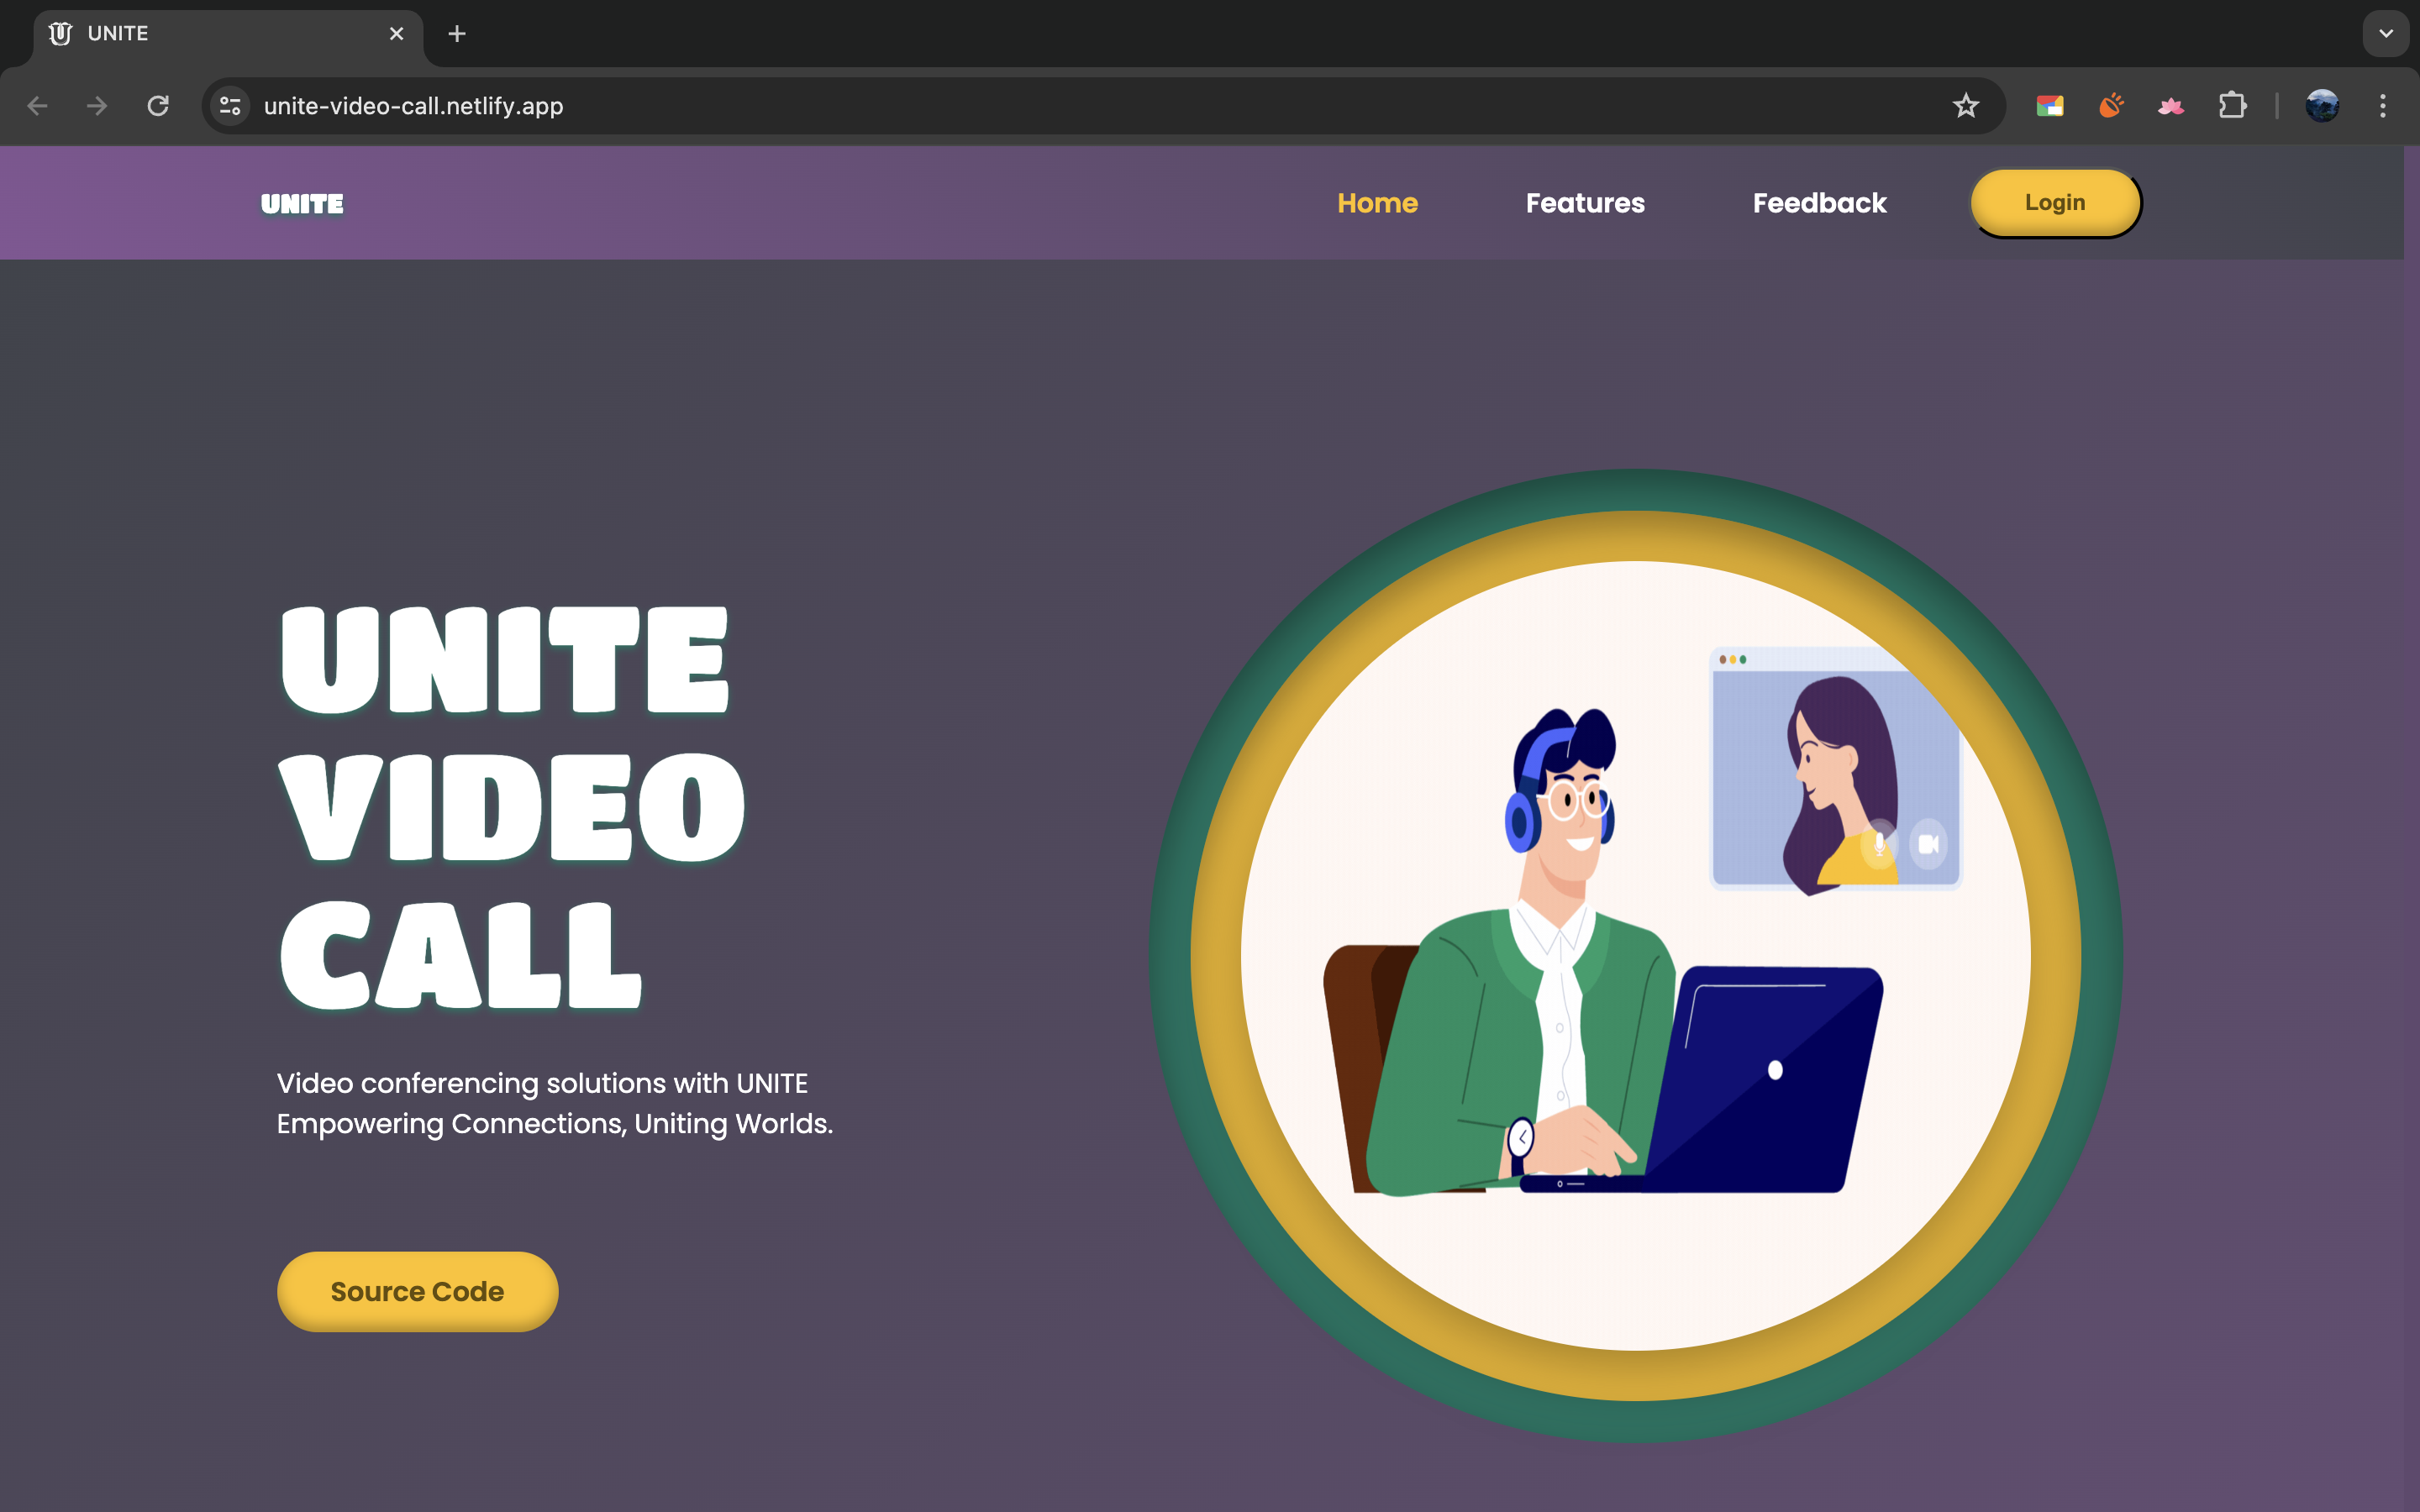 UNITE
unite-video-call.netlify.app
UNITE
Home
Features
Feedback
Login
UNITE
VIDEO
CALL
Video conferencing solutions with UNITE
Empowering Connections, Uniting Worlds.
Source Code